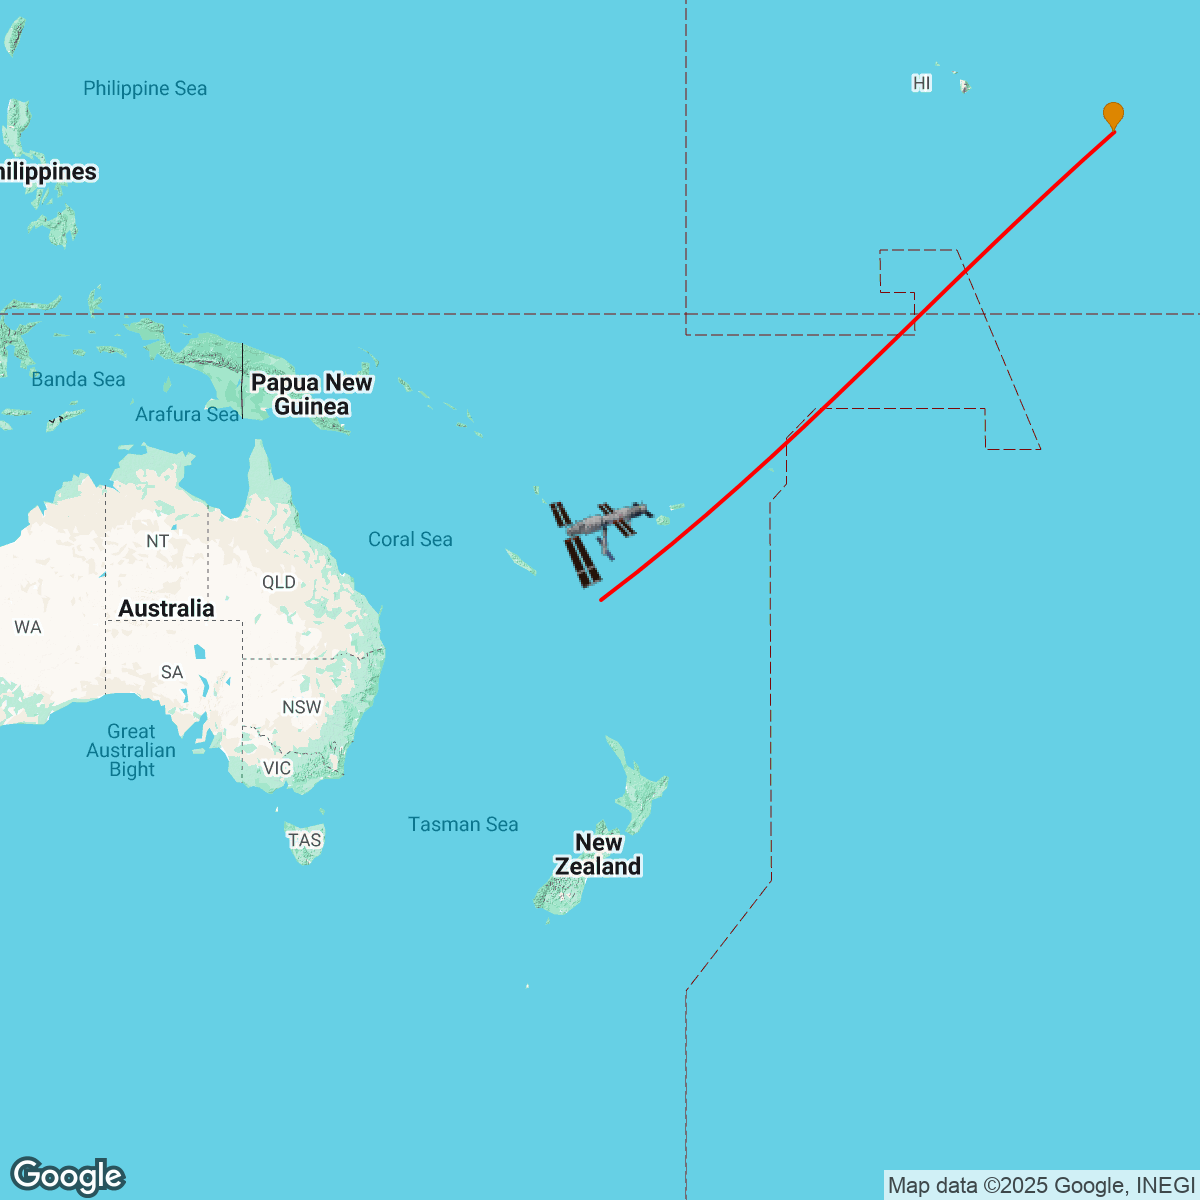 HI
Philippine Sea
hilippines
Banda Sea
Papua New
Guinea
Arafura Sea
NT
Coral Sea
QLD
Australia
WA
SA
NSW
Great
Australian
Bight
VIC
Tasman Sea
TAS
New
Zealand
Google
Map data ©2025 Google, INEGI